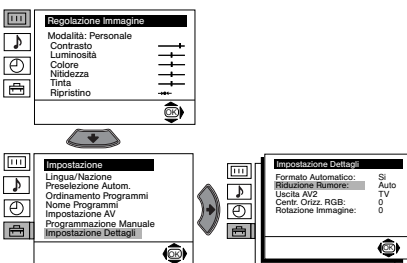 Regolazione Immagine
Modalità: Personale
Contrasto
Luminosità
Colore
Nitidezza
Tinta
Ripristino
OK
Impostazione
Lingua/Nazione
Preselezione Autom.
Ordinamento Programmi
Nome Programmi
Impostazione AV
Programmazione Manuale
Impostazione Dettagli
OK
Impostazione Dettagli
Formato Automatico: Si
Riduzione Rumore: Auto
Uscita AV2 TV
Centr. Orizz. RGB: 0
Rotazione Immagine: 0
OK